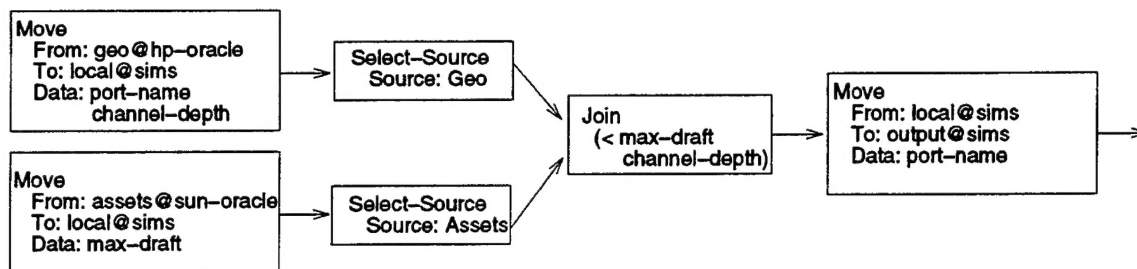 Move
From: geo@hp-oracle
To: local@sims
Data: port-name
channel-depth
Select-Source
Source: Geo
Move
From: assets@sun-oracle
To: local@sims
Data: max-draft
Select-Source
Source: Assets
Join
(< max-draft
channel-depth)
Move
From: local@sims
To: output@sims
Data: port-name